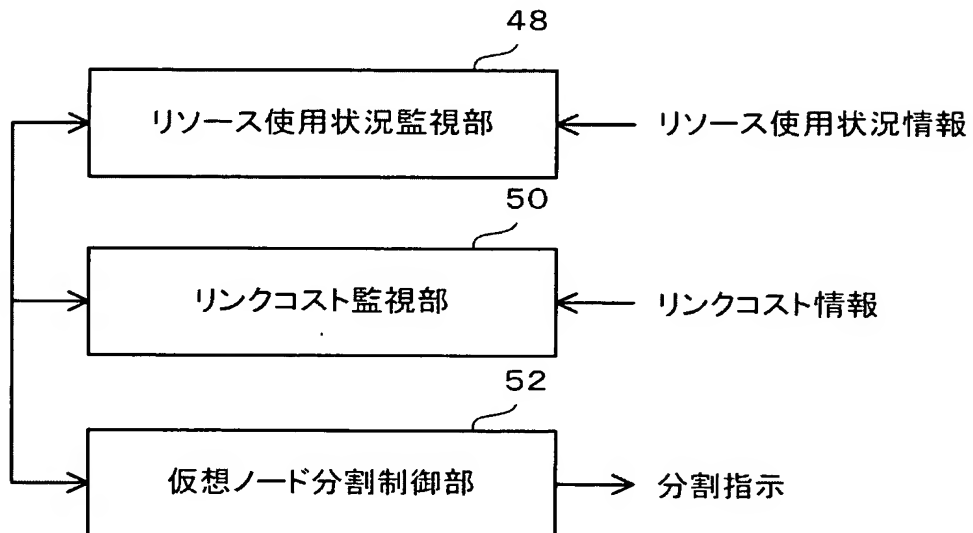 48
リソース使用状況監視部
リソース使用状況情報
50
リンクコスト監視部
リンクコスト情報
52
仮想ノード分割制御部
分割指示